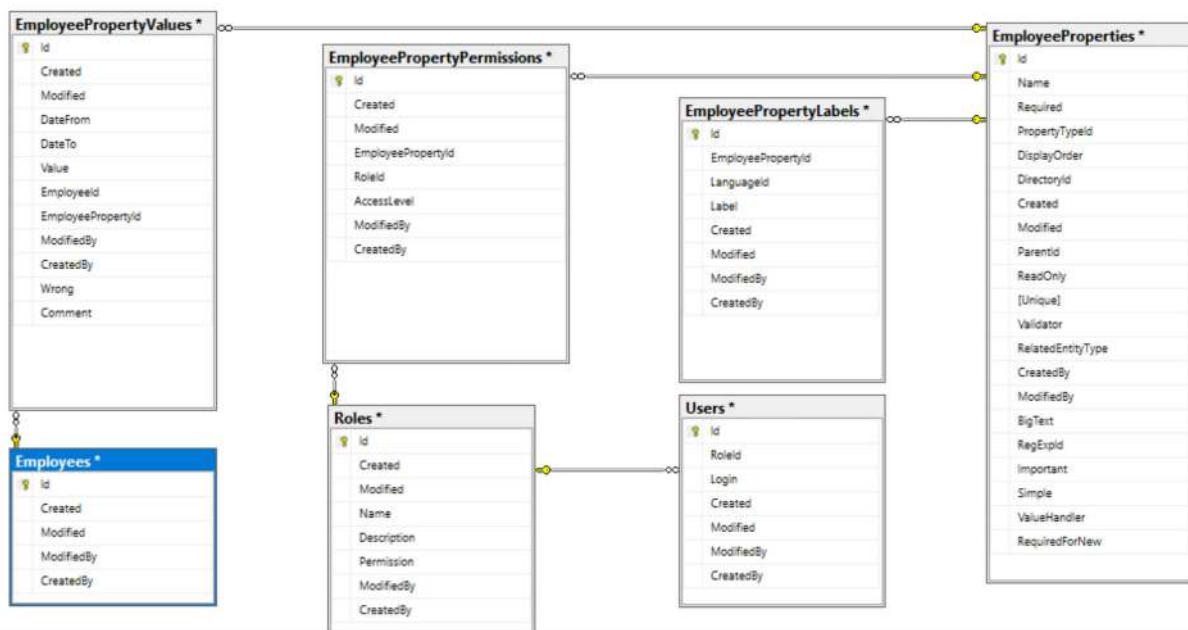 EmployeePropertyValues *
Id
Created
Modified
DateFrom
DateTo
Value
EmployeeId
EmployeePropertyId
ModifiedBy
CreatedBy
Wrong
Comment
EmployeePropertyPermissions *
Id
Created
Modified
EmployeePropertyId
RoleId
AccessLevel
ModifiedBy
CreatedBy
EmployeePropertyLabels *
Id
EmployeePropertyId
LanguageId
Label
Created
Modified
ModifiedBy
CreatedBy
EmployeeProperties *
Id
Name
Required
PropertyTypeId
DisplayOrder
DirectoryId
Created
Modified
ParentId
ReadOnly
[Unique]
Validator
RelatedEntityType
CreatedBy
ModifiedBy
BigText
RegExpId
Important
Simple
ValueHandler
RequiredForNew
Employees *
Id
Created
Modified
ModifiedBy
CreatedBy
Roles *
Id
Created
Modified
Name
Description
Permission
ModifiedBy
CreatedBy
Users *
Id
RoleId
Login
Created
Modified
ModifiedBy
CreatedBy